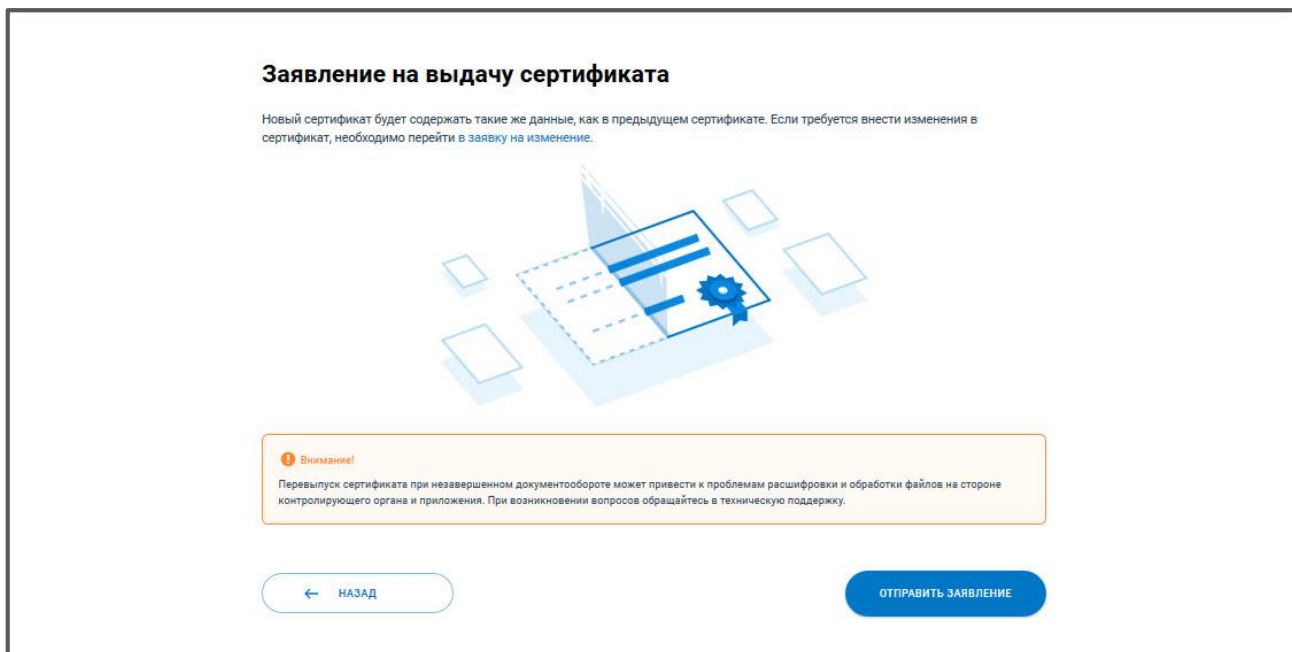 Заявление на выдачу сертификата
Новый сертификат будет содержать такие же данные, как в предыдущем сертификате. Если требуется внести изменения в
сертификат, необходимо перейти в заявку на изменение.
Внимание!
Перевыпуск сертификата при незавершенном документообороте может привести к проблемам расшифровки и обработки файлов на стороне
контролирующего органа и приложения. При возникновении вопросов обращайтесь в техническую поддержку.
НАЗАД
ОТПРАВИТЬ ЗАЯВЛЕНИЕ